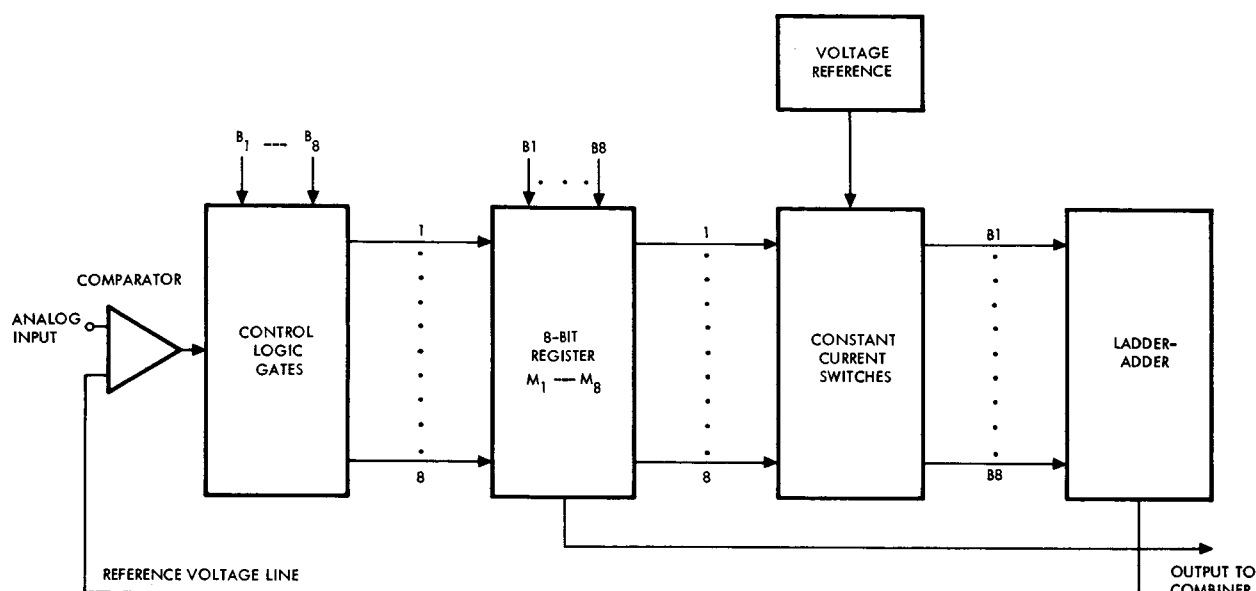 VOLTAGE
REFERENCE
B1 --- B8
B1 B8
. . .
1
1
B1
COMPARATOR
ANALOG
INPUT
CONTROL
LOGIC
GATES
8-BIT
REGISTER
M1 --- M8
CONSTANT
CURRENT
SWITCHES
LADDER-
ADDER
8
8
B8
REFERENCE VOLTAGE LINE
OUTPUT TO
COMBINER